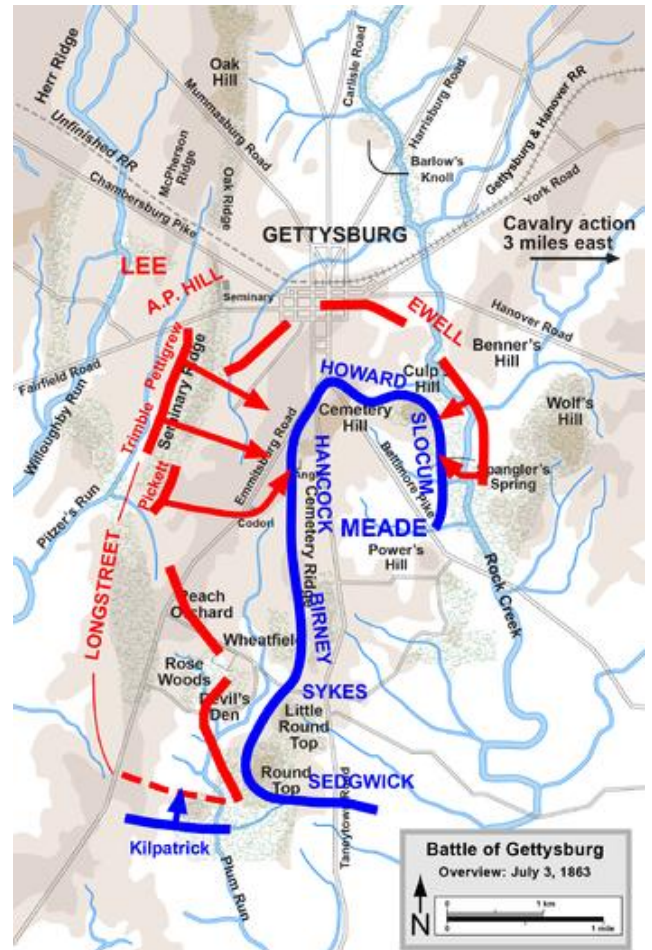 Oak
Hill
Herr Ridge
Mummasburg Road
Carlisle Road
Harrisburg Road
Gettysburg & Hanover RR
Unfinished RR
McPherson
Ridge
Oak Ridge
Barlow's
Knoll
York Road
Chambersburg Pike
GETTYSBURG
Cavalry action
3 miles east
LEE
A.P. HILL
Seminary
EWELL
Hanover Road
Benner's
Hill
Fairfield Road
Willoughby Run
Pettigrew
Trimble
Seminary Ridge
HOWARD
Culp's
Hill
Cemetery
Hill
Wolf's
Hill
SLOCUM
Emmitsburg Road
HANCOCK
Baltimore Pike
Spangler's
Spring
Pickett
Pitzer's Run
Angle
Cemetery Ridge
Codori
MEADE
Power's
Hill
Rock Creek
LONGSTREET
Peach
Orchard
BIRNEY
Wheatfield
Rose
Woods
Devil's
Den
SYKES
Little
Round
Top
Round
Top
SEDGWICK
Taneytown Road
Kilpatrick
Plum Run
Battle of Gettysburg
Overview: July 3, 1863
N
0 1 km
0 1 mile